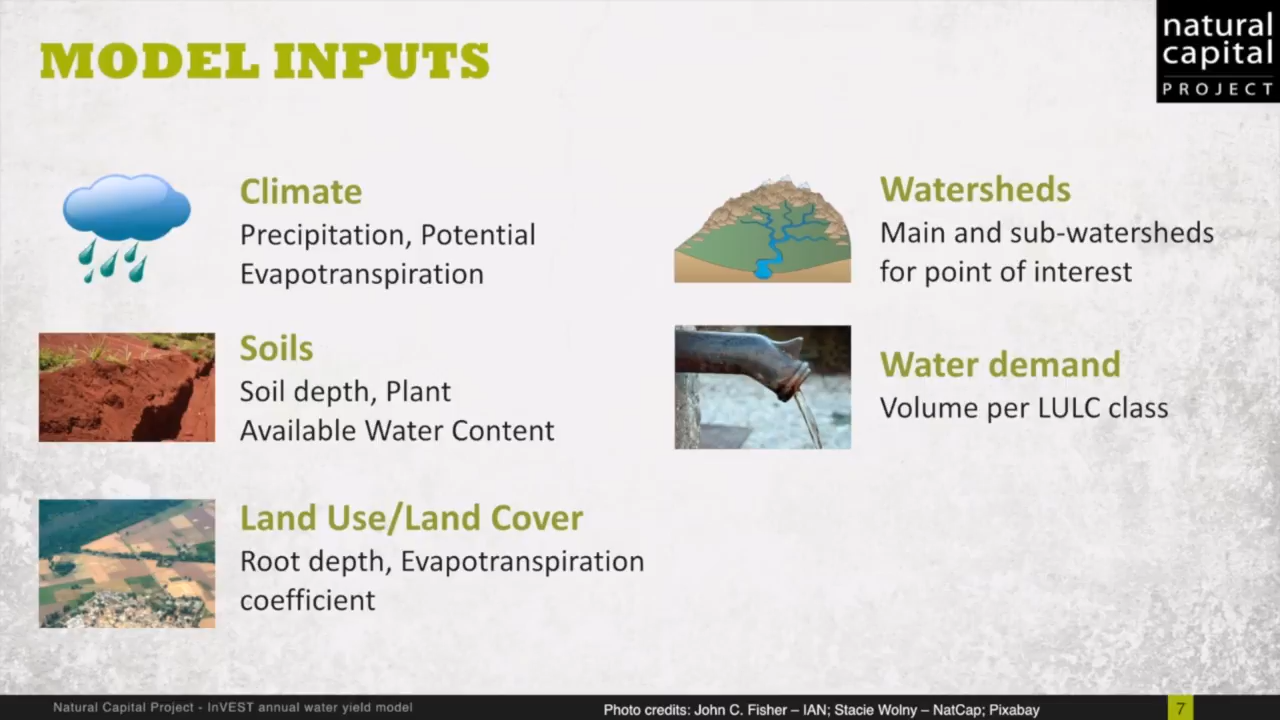 MODEL INPUTS
natural
capital
PROJECT
Climate
Precipitation, Potential
Evapotranspiration
Soils
Soil depth, Plant
Available Water Content
Land Use/Land Cover
Root depth, Evapotranspiration
coefficient
Watersheds
Main and sub-watersheds
for point of interest
Water demand
Volume per LULC class
Natural Capital Project - InVEST annual water yield model
Photo credits: John C. Fisher – IAN; Stacie Wolny – NatCap; Pixabay
7